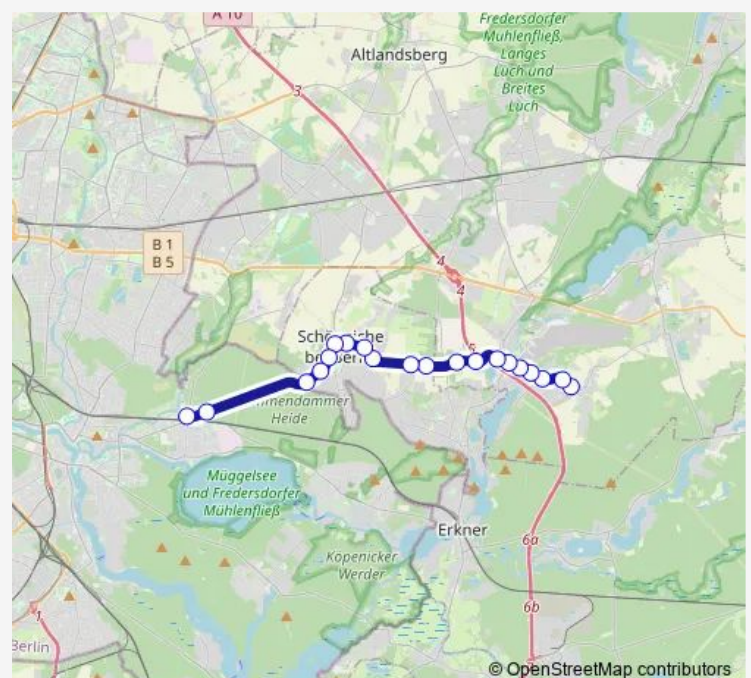 A 10
Fredersdorfer
Mühlenfließ,
Langes
Luch und
Breites
Luch
Altlandsberg
3
B 1
B 5
4
4
5
Erkner
Müggelsee
und Fredersdorfer
Mühlenfließ
Heide
Kopenicker
Werder
6a
6b
1
Berlin
© OpenStreetMap contributors